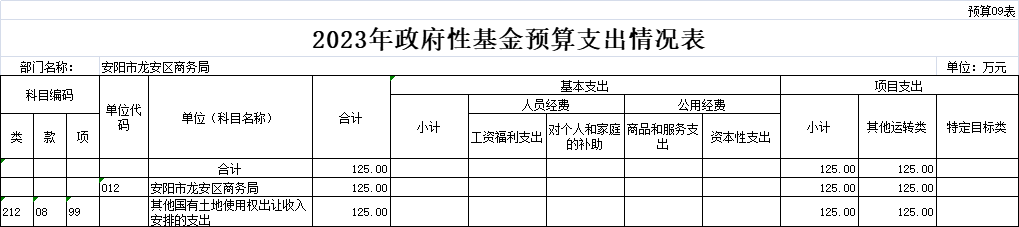 预算09表
2023年政府性基金预算支出情况表
部门名称： 安阳市龙安区商务局 单位：万元
科目编码 单位代码 单位（科目名称） 合计 基本支出 项目支出
小计 人员经费 公用经费 小计 其他运转类 特定目标类
类 款 项 工资福利支出 对个人和家庭的补助 商品和服务支出 资本性支出
合计 125.00 125.00 125.00
012 安阳市龙安区商务局 125.00 125.00 125.00
212 08 99 其他国有土地使用权出让收入安排的支出 125.00 125.00 125.00